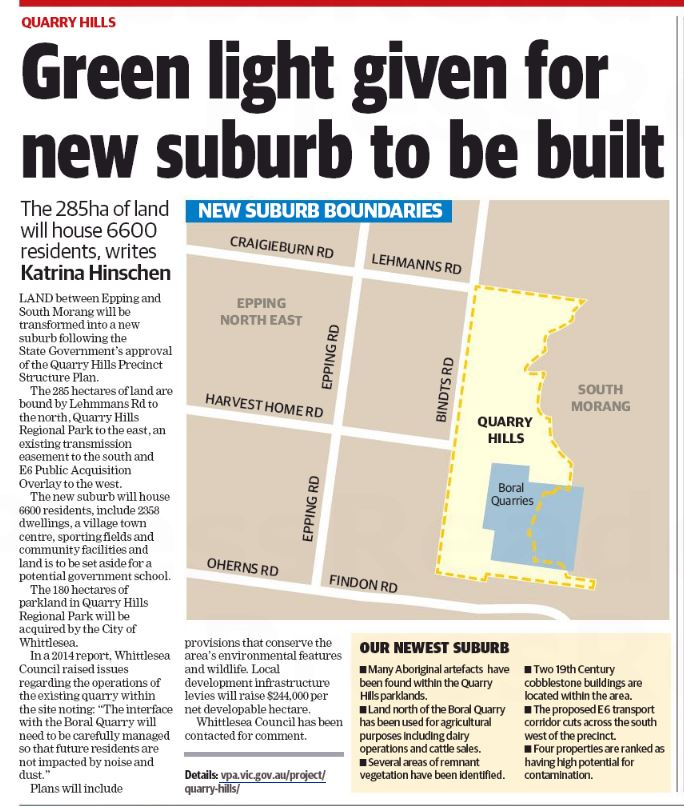 QUARRY HILLS
Green light given for
new suburb to be built
The 285ha of land
will house 6600
residents, writes
Katrina Hinschen
LAND between Epping and
South Morang will be
transformed into a new
suburb following the
State Government's approval
of the Quarry Hills Precinct
Structure Plan.
The 285 hectares of land are
bound by Lehmmans Rd to
the north, Quarry Hills
Regional Park to the east, an
existing transmission
easement to the south and
E6 Public Acquisition
Overlay to the west.
The new suburb will house
6600 residents, include 2358
dwellings, a village town
centre, sporting fields and
community facilities and
land is to be set aside for a
potential government school.
The 180 hectares of
parkland in Quarry Hills
Regional Park will be
acquired by the City of
Whittlesea.
In a 2014 report, Whittlesea
Council raised issues
regarding the operations of
the existing quarry within
the site noting: "The interface
with the Boral Quarry will
need to be carefully managed
so that future residents are
not impacted by noise and
dust."
Plans will include
provisions that conserve the
area's environmental features
and wildlife. Local
development infrastructure
levies will raise $244,000 per
net developable hectare.
Whittlesea Council has been
contacted for comment.
Details: vpa.vic.gov.au/project/
quarry-hills/
NEW SUBURB BOUNDARIES
CRAIGIEBURN RD
LEHMANNS RD
EPPING
NORTH EAST
EPPING RD
BINDTS RD
HARVEST HOME RD
SOUTH
MORANG
QUARRY
HILLS
Boral
Quarries
EPPING RD
OHERNS RD
FINDON RD
OUR NEWEST SUBURB
■ Many Aboriginal artefacts have
been found within the Quarry
Hills parklands.
■ Land north of the Boral Quarry
has been used for agricultural
purposes including dairy
operations and cattle sales.
■ Several areas of remnant
vegetation have been identified.
■ Two 19th Century
cobblestone buildings are
located within the area.
■ The proposed E6 transport
corridor cuts across the south
west of the precinct.
■ Four properties are ranked as
having high potential for
contamination.